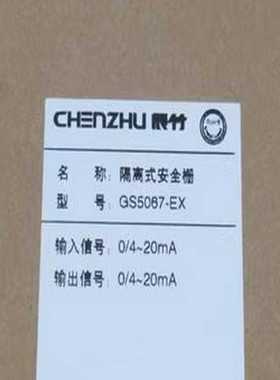 CHENZHU 辰竹
名 称: 隔离式安全栅
型 号: GS5067-EX
输入信号: 0/4~20mA
输出信号: 0/4~20mA